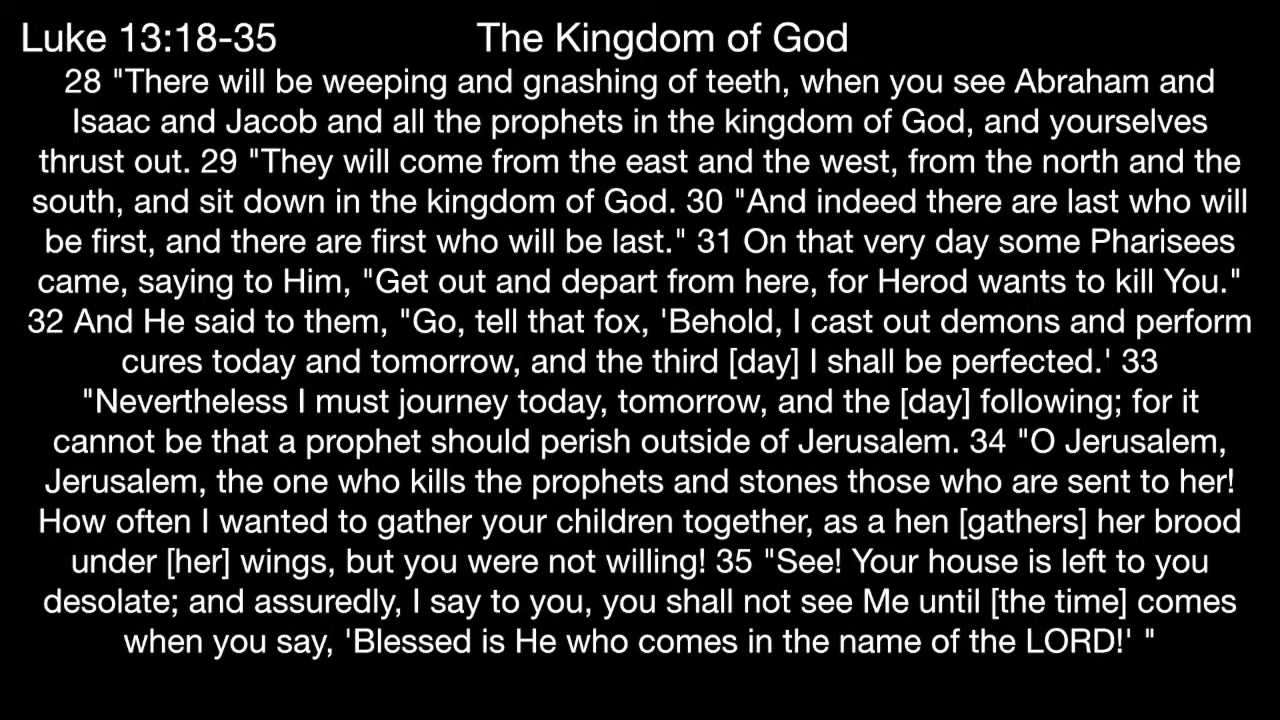 Luke 13:18-35 The Kingdom of God
28 "There will be weeping and gnashing of teeth, when you see Abraham and
Isaac and Jacob and all the prophets in the kingdom of God, and yourselves
thrust out. 29 "They will come from the east and the west, from the north and the
south, and sit down in the kingdom of God. 30 "And indeed there are last who will
be first, and there are first who will be last." 31 On that very day some Pharisees
came, saying to Him, "Get out and depart from here, for Herod wants to kill You."
32 And He said to them, "Go, tell that fox, 'Behold, I cast out demons and perform
cures today and tomorrow, and the third [day] I shall be perfected.' 33
"Nevertheless I must journey today, tomorrow, and the [day] following; for it
cannot be that a prophet should perish outside of Jerusalem. 34 "O Jerusalem,
Jerusalem, the one who kills the prophets and stones those who are sent to her!
How often I wanted to gather your children together, as a hen [gathers] her brood
under [her] wings, but you were not willing! 35 "See! Your house is left to you
desolate; and assuredly, I say to you, you shall not see Me until [the time] comes
when you say, 'Blessed is He who comes in the name of the LORD!' "